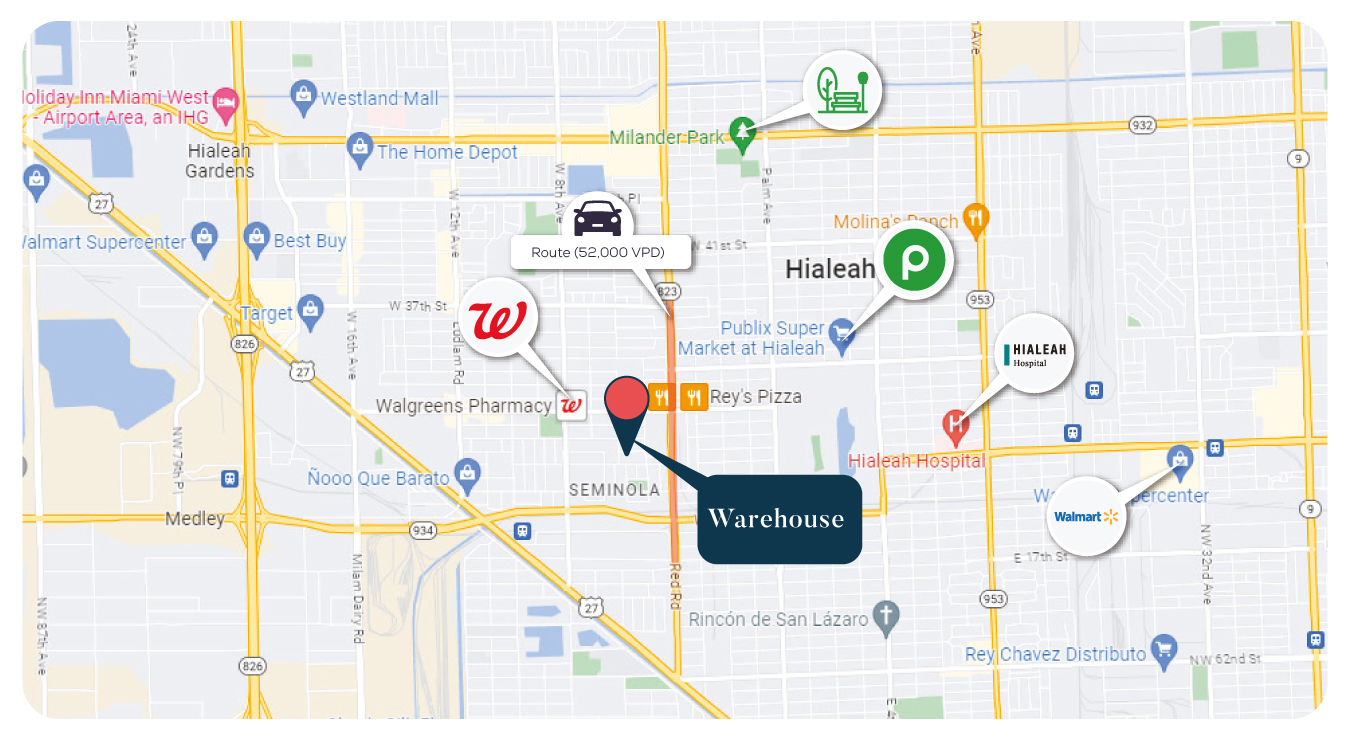 24th Ave
Ave
Holiday Inn Miami West
- Airport Area, an IHG
Westland Mall
Milander Park
932
Hialeah
Gardens
The Home Depot
9
27
W 8th Ave
Palm Ave
W 12th Ave
Pl
Molina's Ranch
Walmart Supercenter
Best Buy
Route (52,000 VPD)
W 41st St
Hialeah
P
823
953
W 37th St
Target
W
Publix Super
Market at Hialeah
826
W 16th Ave
Ludlam Rd
HIALEAH
Hospital
27
Walgreens Pharmacy
W
Rey's Pizza
H
Hialeah Hospital
NW 79th Pl
Ñooo Que Barato
SEMINOLA
Supercenter
Walmart
Warehouse
Medley
934
9
E 17th St
NW 32nd Ave
Milam Dairy Rd
Red Rd
953
27
NW 87th Ave
Rincón de San Lázaro
Rey Chavez Distributo
NW 62nd St
826
E 4